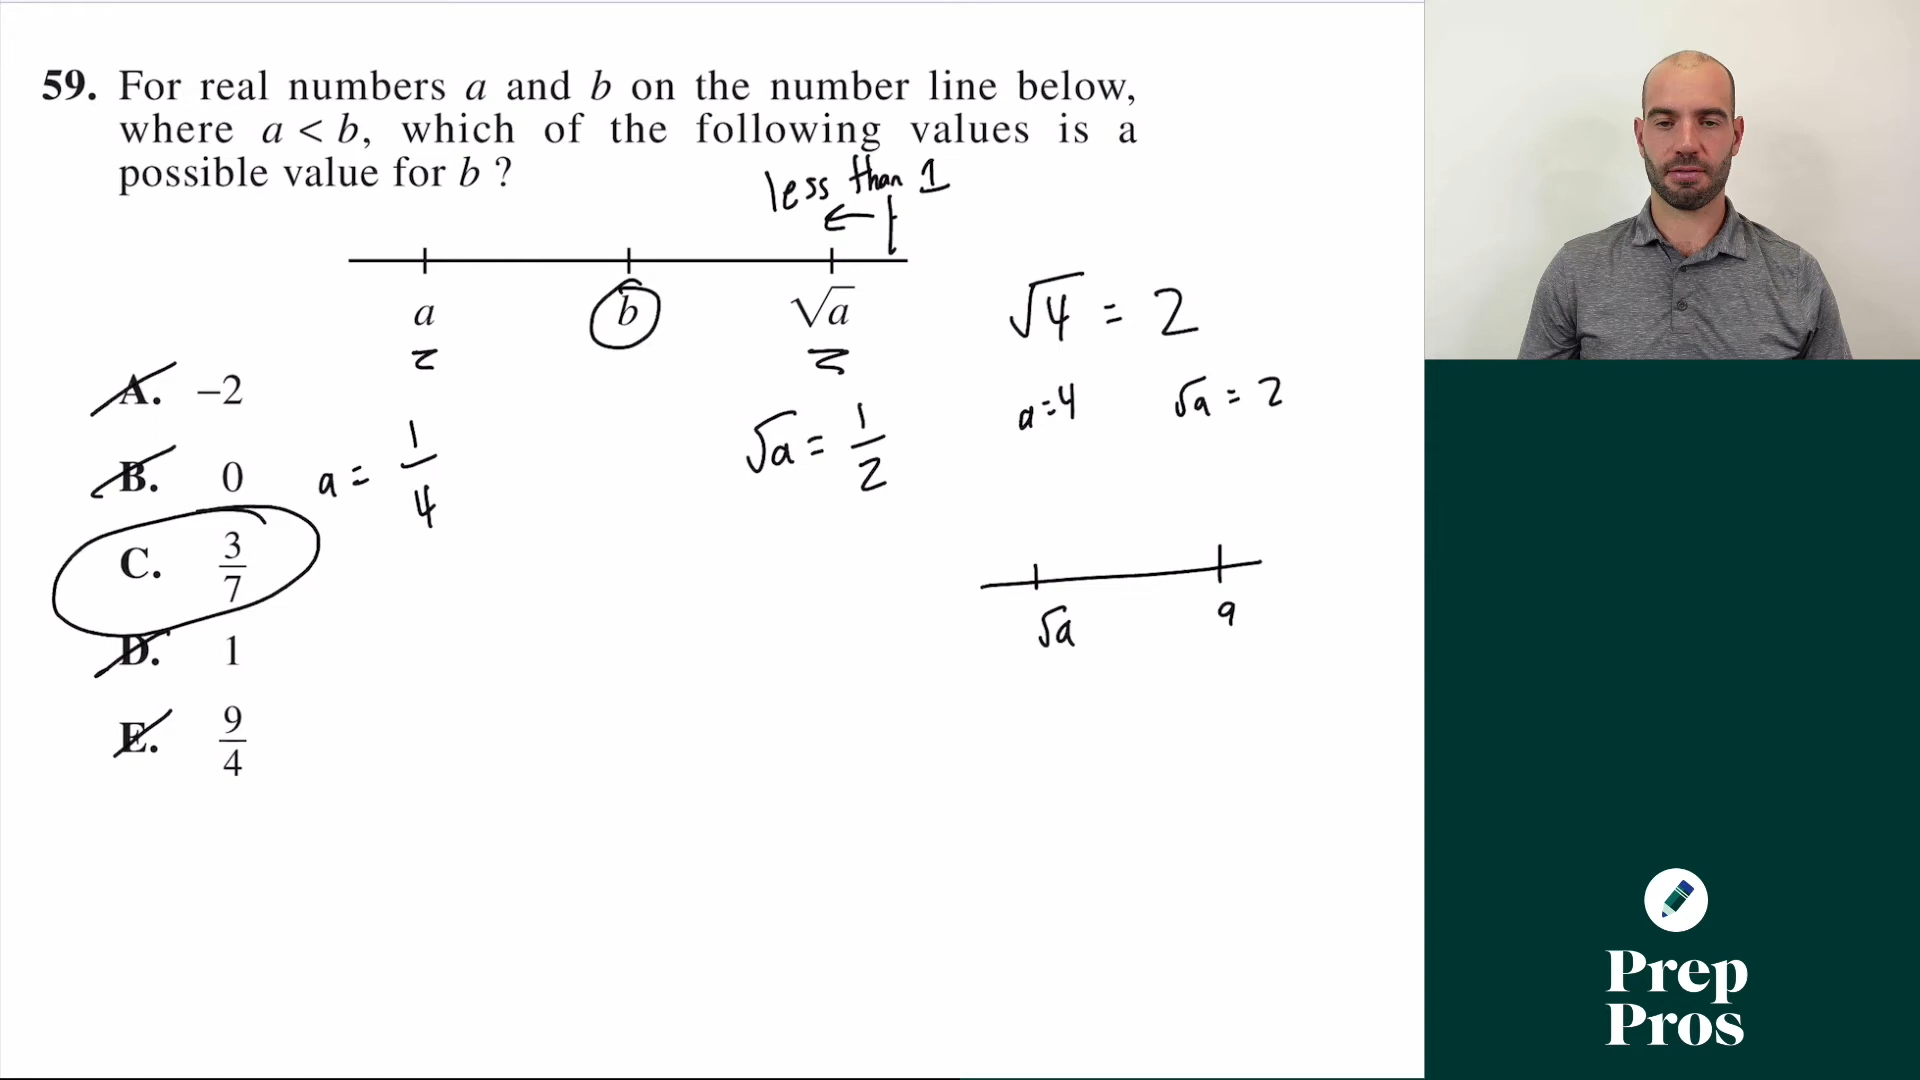 59. For real numbers a and b on the number line below,
where a < b, which of the following values is a
possible value for b ?
less than 1
a b √a
√4 = 2
a=4 √a = 2
a = 1/4
√a = 1/2
A. −2
B. 0
C. 3/7
D. 1
E. 9/4
√a 9
Prep
Pros